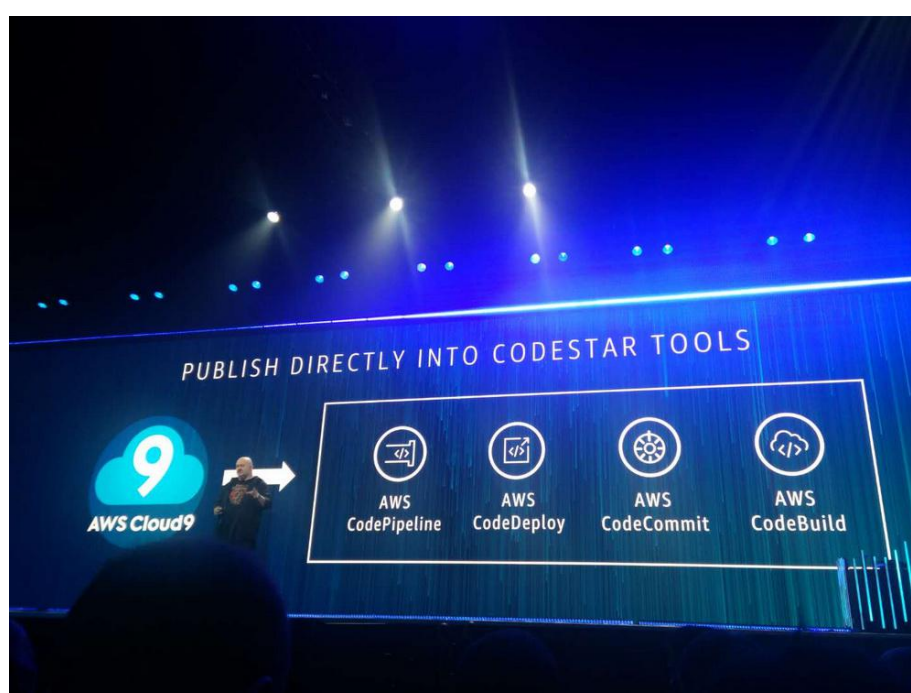 PUBLISH DIRECTLY INTO CODESTAR TOOLS
9
AWS Cloud9
AWS
CodePipeline
AWS
CodeDeploy
AWS
CodeCommit
AWS
CodeBuild